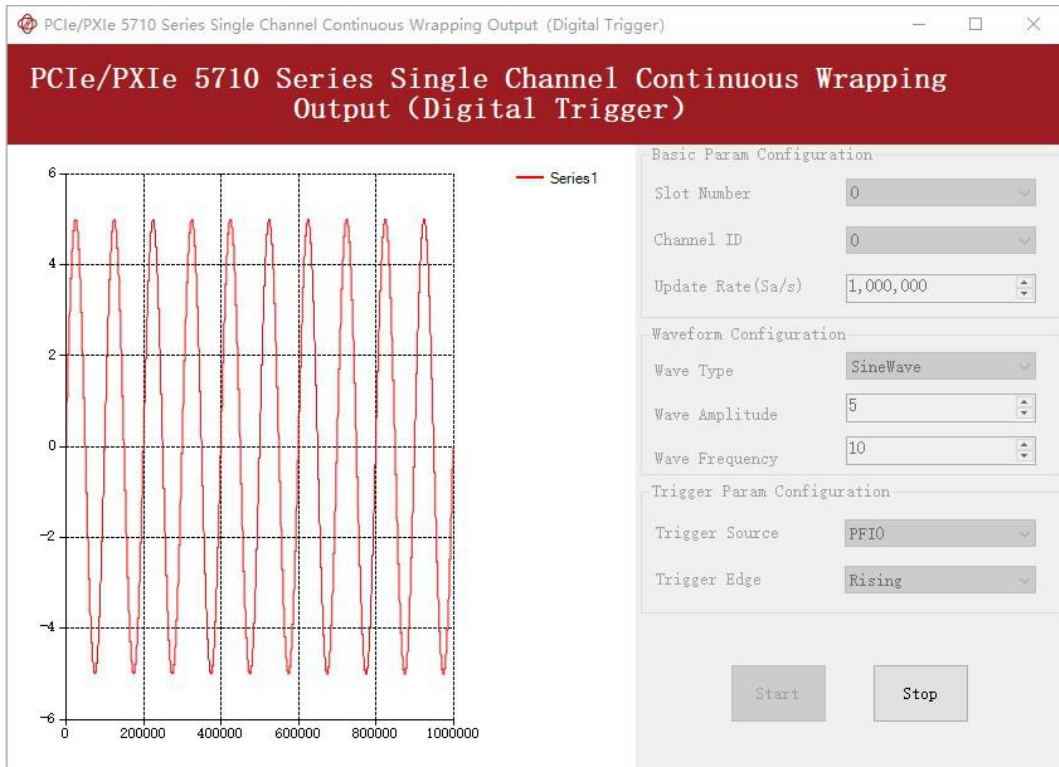 PCIe/PXIe 5710 Series Single Channel Continuous Wrapping Output (Digital Trigger)
PCIe/PXIe 5710 Series Single Channel Continuous Wrapping
Output (Digital Trigger)
6
4
2
0
-2
-4
-6
0
200000
400000
600000
800000
1000000
Series1
Basic Param Configuration
Slot Number 0
Channel ID 0
Update Rate(Sa/s) 1,000,000
Waveform Configuration
Wave Type SineWave
Wave Amplitude 5
Wave Frequency 10
Trigger Param Configuration
Trigger Source PFI0
Trigger Edge Rising
Start
Stop